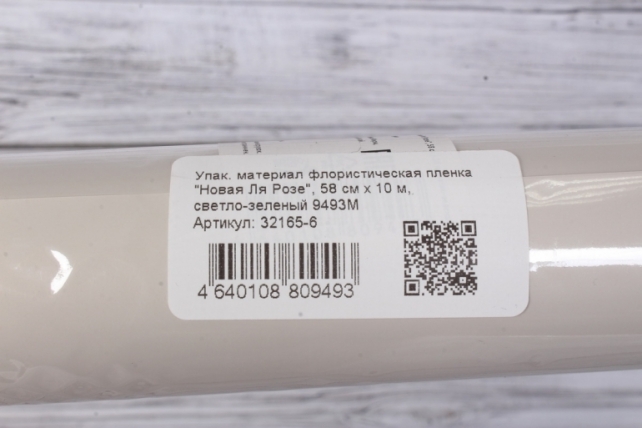 Упак. материал флористическая пленка
"Новая Ля Розе", 58 см x 10 м,
светло-зеленый 9493М
Артикул: 32165-6
4 640108 809493